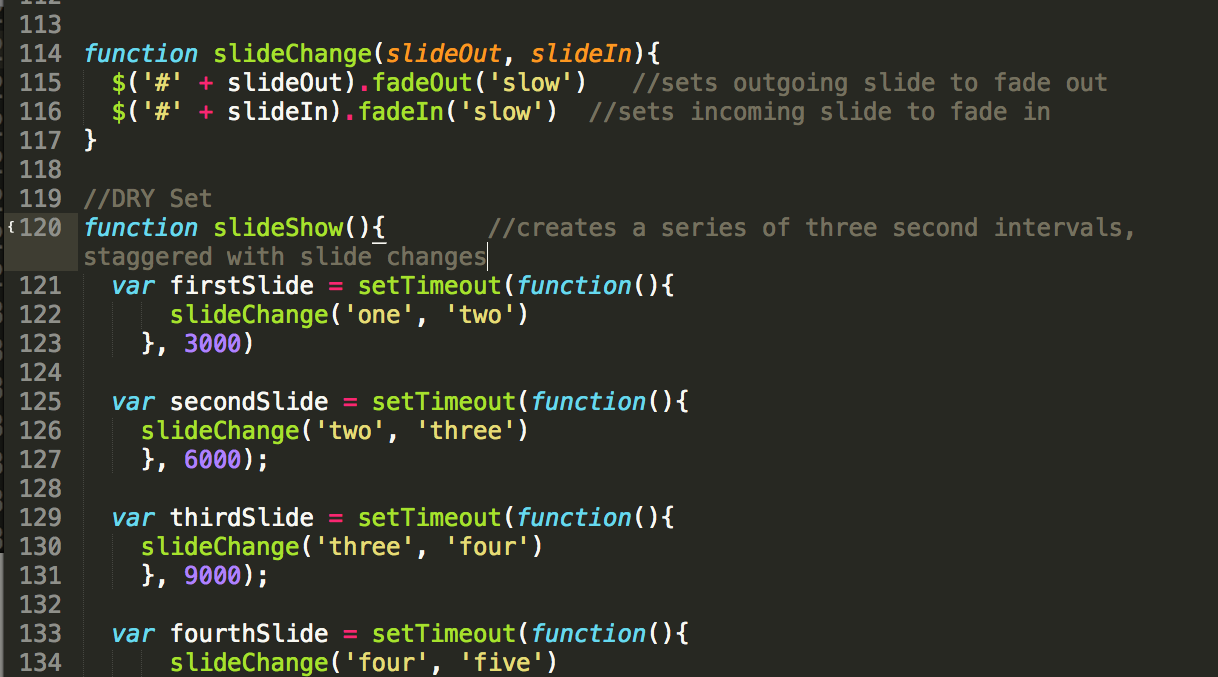 112
113
114 function slideChange(slideOut, slideIn){
115   $('#' + slideOut).fadeOut('slow')   //sets outgoing slide to fade out
116   $('#' + slideIn).fadeIn('slow')  //sets incoming slide to fade in
117 }
118
119 //DRY Set
{120 function slideShow(){       //creates a series of three second intervals,
staggered with slide changes
121   var firstSlide = setTimeout(function(){
122       slideChange('one', 'two')
123     }, 3000)
124
125   var secondSlide = setTimeout(function(){
126     slideChange('two', 'three')
127     }, 6000);
128
129   var thirdSlide = setTimeout(function(){
130     slideChange('three', 'four')
131     }, 9000);
132
133   var fourthSlide = setTimeout(function(){
134       slideChange('four', 'five')